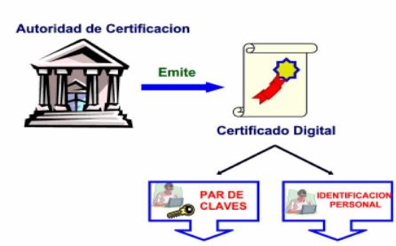 Autoridad de Certificacion
Emite
Certificado Digital
PAR DE
CLAVES
IDENTIFICACION
PERSONAL